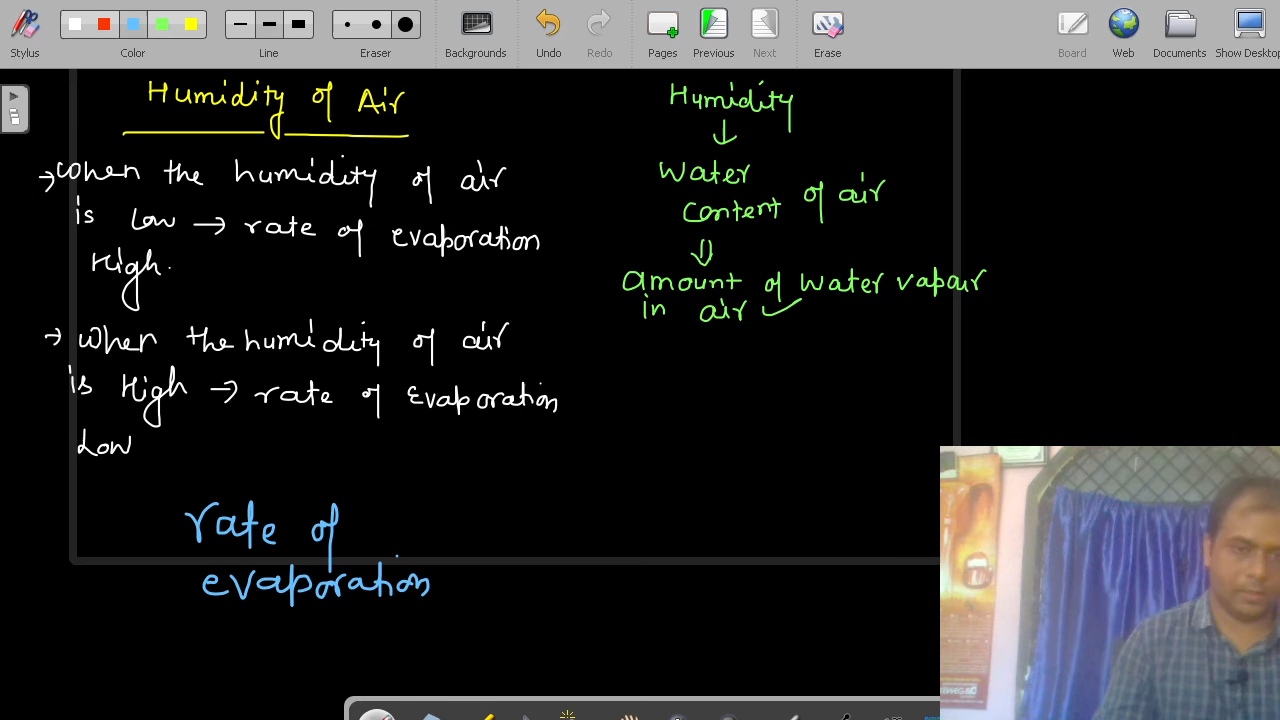 Stylus
Color
Line
Eraser
Backgrounds
Undo
Redo
Pages
Previous
Next
Erase
Board
Web
Documents
Show Desktop
Humidity of Air
→ When the humidity of air
is Low → rate of evaporation
High.
→ When the humidity of air
is High → rate of Evaporation
Low
rate of
evaporation
Humidity
↓
Water
Content of air
⇓
amount of water vapour
in air ✓